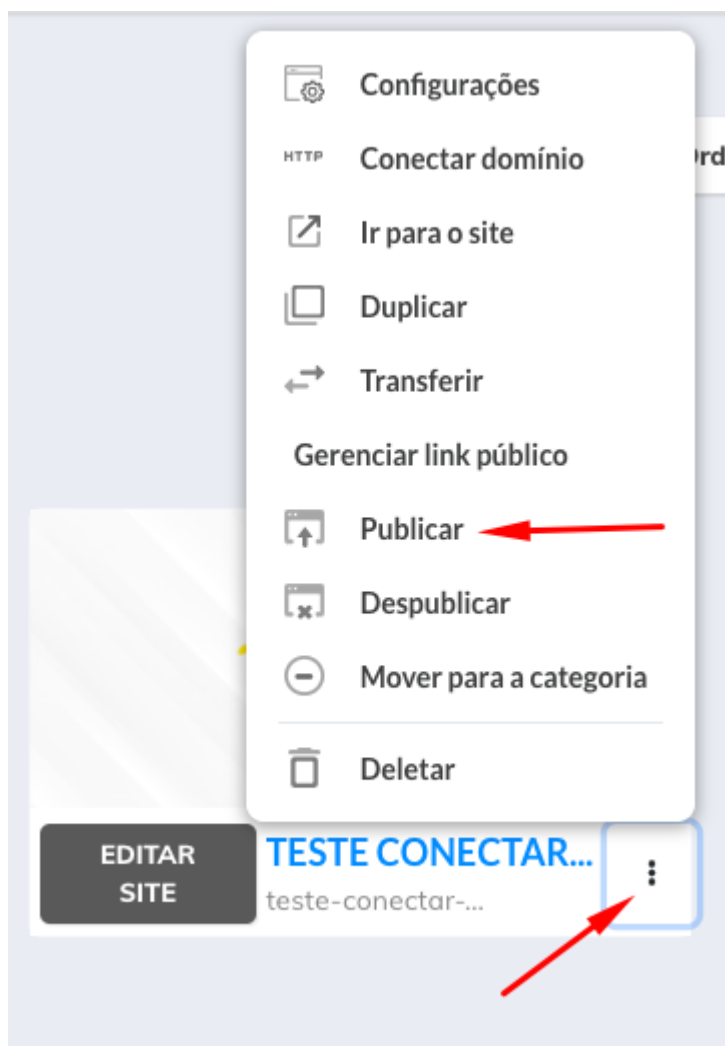 Configurações
HTTP Conectar domínio
Ir para o site
Duplicar
Transferir
Gerenciar link público
Publicar
Despublicar
Mover para a categoria
Deletar
EDITAR
SITE
TESTE CONECTAR...
teste-conectar-...